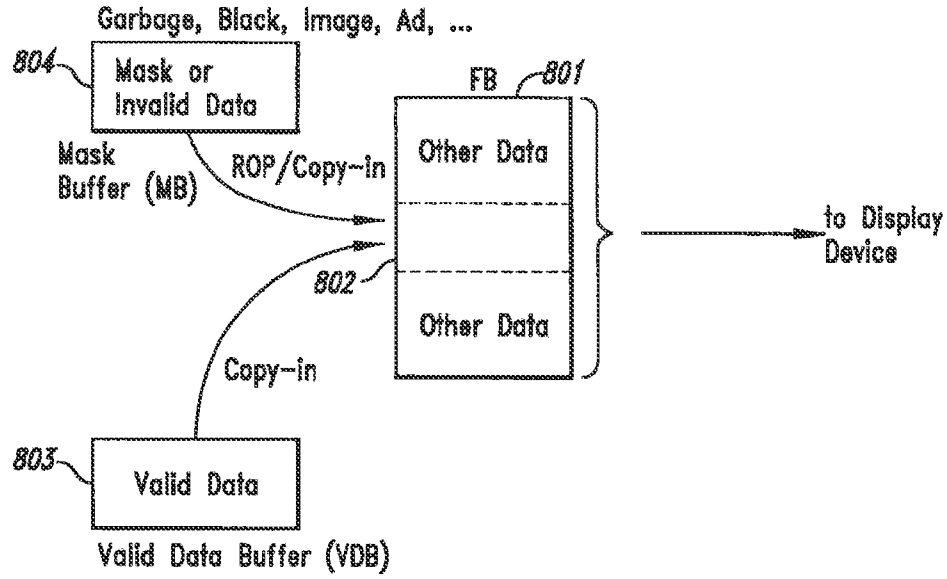 Garbage, Black, Image, Ad, ...
804
Mask or
Invalid Data
Mask
Buffer (MB)
ROP/Copy-in
FB
801
Other Data
802
Other Data
to Display
Device
Copy-in
803
Valid Data
Valid Data Buffer (VDB)